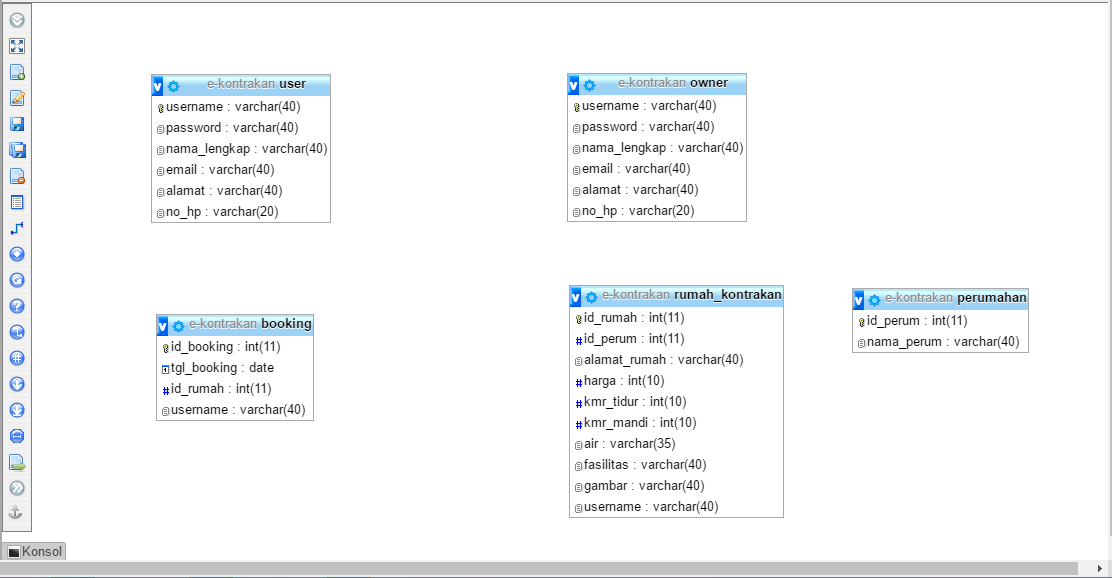 e-kontrakan user
username : varchar(40)
password : varchar(40)
nama_lengkap : varchar(40)
email : varchar(40)
alamat : varchar(40)
no_hp : varchar(20)
e-kontrakan owner
username : varchar(40)
password : varchar(40)
nama_lengkap : varchar(40)
email : varchar(40)
alamat : varchar(40)
no_hp : varchar(20)
e-kontrakan booking
id_booking : int(11)
tgl_booking : date
id_rumah : int(11)
username : varchar(40)
e-kontrakan rumah_kontrakan
id_rumah : int(11)
id_perum : int(11)
alamat_rumah : varchar(40)
harga : int(10)
kmr_tidur : int(10)
kmr_mandi : int(10)
air : varchar(35)
fasilitas : varchar(40)
gambar : varchar(40)
username : varchar(40)
e-kontrakan perumahan
id_perum : int(11)
nama_perum : varchar(40)
Konsol